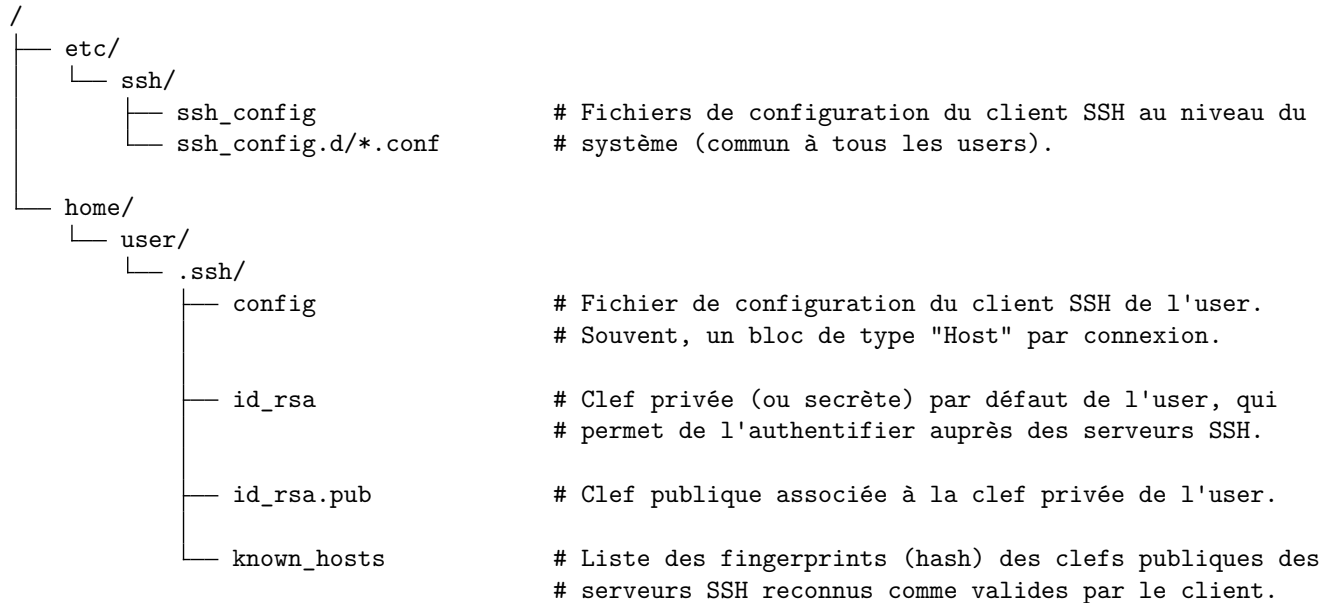 /
├── etc/
│   └── ssh/
│       ├── ssh_config                 # Fichiers de configuration du client SSH au niveau du
│       └── ssh_config.d/*.conf        # système (commun à tous les users).
└── home/
    └── user/
        └── .ssh/
            ├── config                 # Fichier de configuration du client SSH de l'user.
            │                          # Souvent, un bloc de type "Host" par connexion.
            ├── id_rsa                 # Clef privée (ou secrète) par défaut de l'user, qui
            │                          # permet de l'authentifier auprès des serveurs SSH.
            ├── id_rsa.pub             # Clef publique associée à la clef privée de l'user.
            └── known_hosts            # Liste des fingerprints (hash) des clefs publiques des
                                       # serveurs SSH reconnus comme valides par le client.